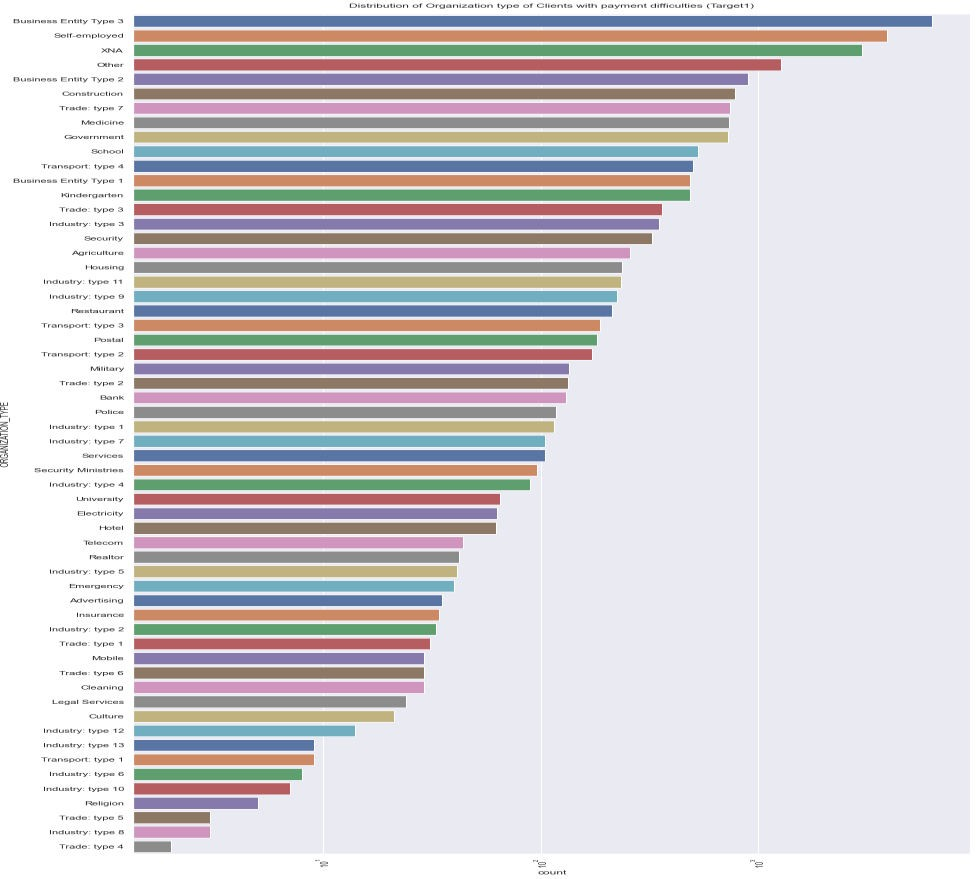 Distribution of Organization type of Clients with payment difficulties (Target1)
Business Entity Type 3
Self-employed
XNA
Other
Business Entity Type 2
Construction
Trade: type 7
Medicine
Government
School
Transport: type 4
Business Entity Type 1
Kindergarten
Trade: type 3
Industry: type 3
Security
Agriculture
Housing
Industry: type 11
Industry: type 9
Restaurant
Transport: type 3
Postal
Transport: type 2
Military
Trade: type 2
Bank
Police
Industry: type 1
Industry: type 7
Services
Security Ministries
Industry: type 4
University
Electricity
Hotel
Telecom
Realtor
Industry: type 5
Emergency
Advertising
Insurance
Industry: type 2
Trade: type 1
Mobile
Trade: type 6
Cleaning
Legal Services
Culture
Industry: type 12
Industry: type 13
Transport: type 1
Industry: type 6
Industry: type 10
Religion
Trade: type 5
Industry: type 8
Trade: type 4
ORGANIZATION_TYPE
10¹
10²
10³
count